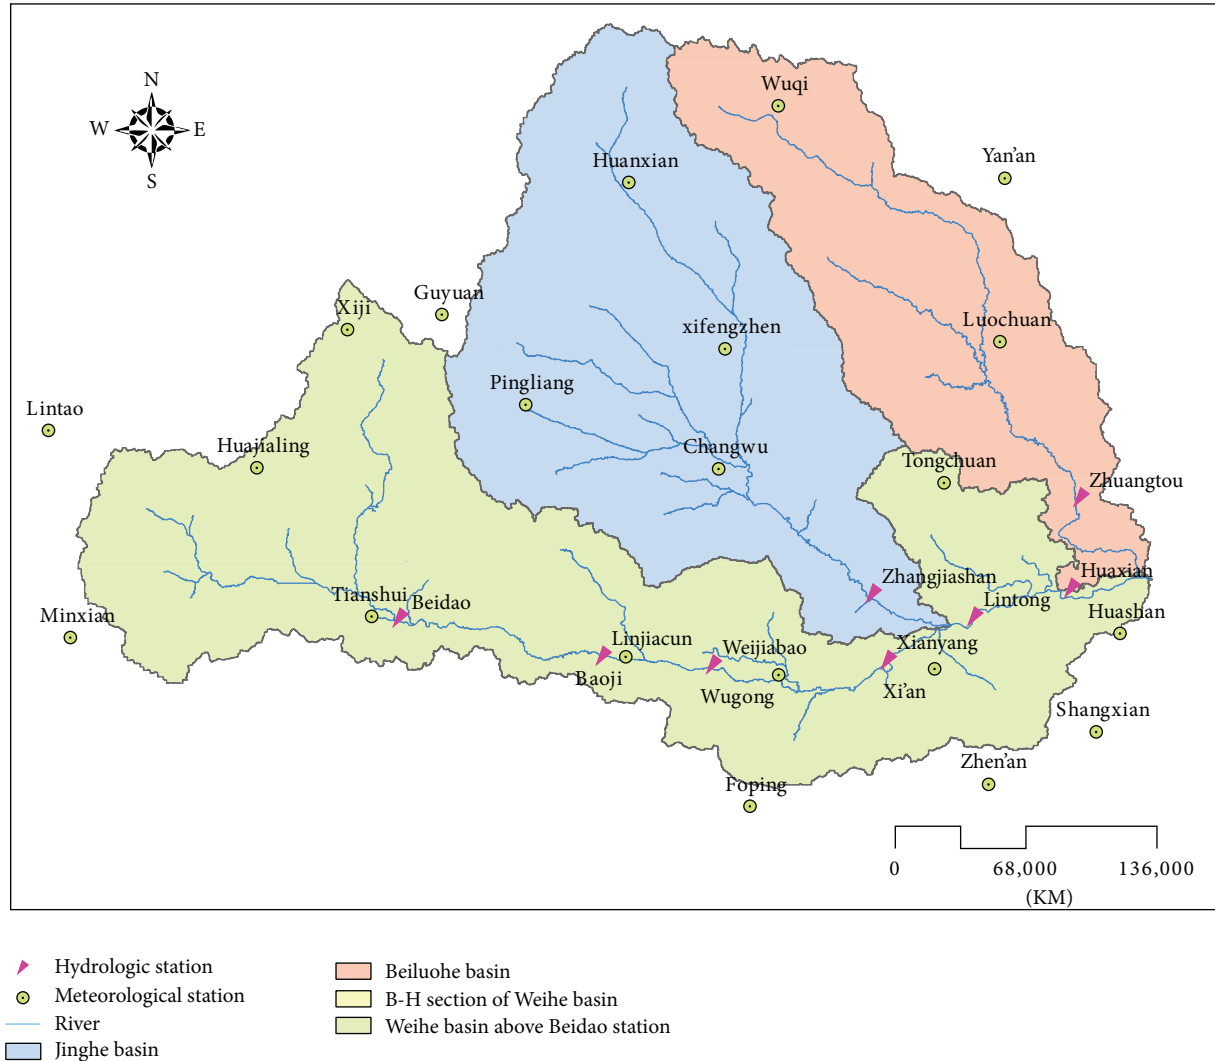 N
W E
S
Wuqi
Yan'an
Huanxian
Guyuan
Xiji
Luochuan
xifengzhen
Pingliang
Lintao
Huajialing
Changwu
Tongchuan
Zhuangtou
Zhangjiashan
Huaxian
Tianshui
Beidao
Lintong
Huashan
Minxian
Linjiacun
Weijiabao
Xianyang
Baoji
Wugong
Xi'an
Shangxian
Zhen'an
Foping
0 68,000 136,000
(KM)
Hydrologic station
Meteorological station
River
Jinghe basin
Beiluohe basin
B-H section of Weihe basin
Weihe basin above Beidao station